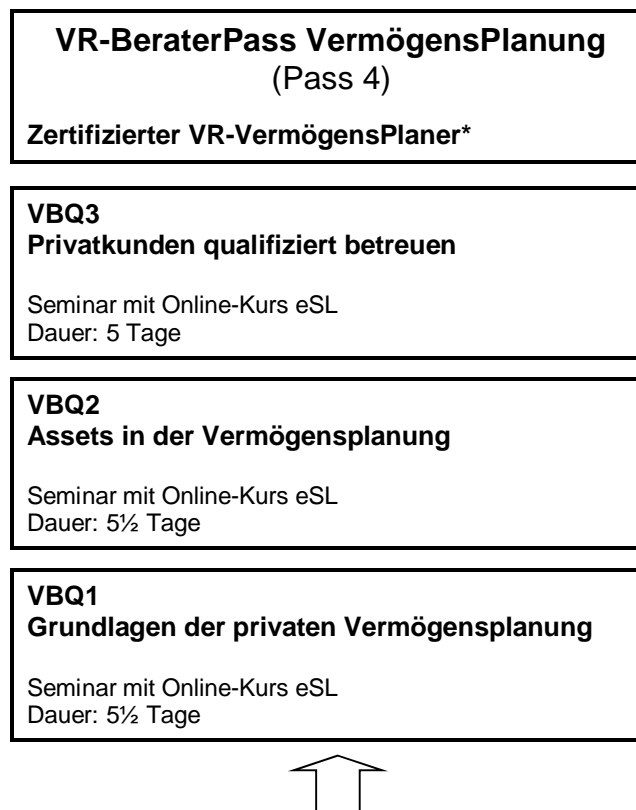 VR-BeraterPass VermögensPlanung
(Pass 4)
Zertifizierter VR-VermögensPlaner*
VBQ3
Privatkunden qualifiziert betreuen
Seminar mit Online-Kurs eSL
Dauer: 5 Tage
VBQ2
Assets in der Vermögensplanung
Seminar mit Online-Kurs eSL
Dauer: 5½ Tage
VBQ1
Grundlagen der privaten Vermögensplanung
Seminar mit Online-Kurs eSL
Dauer: 5½ Tage